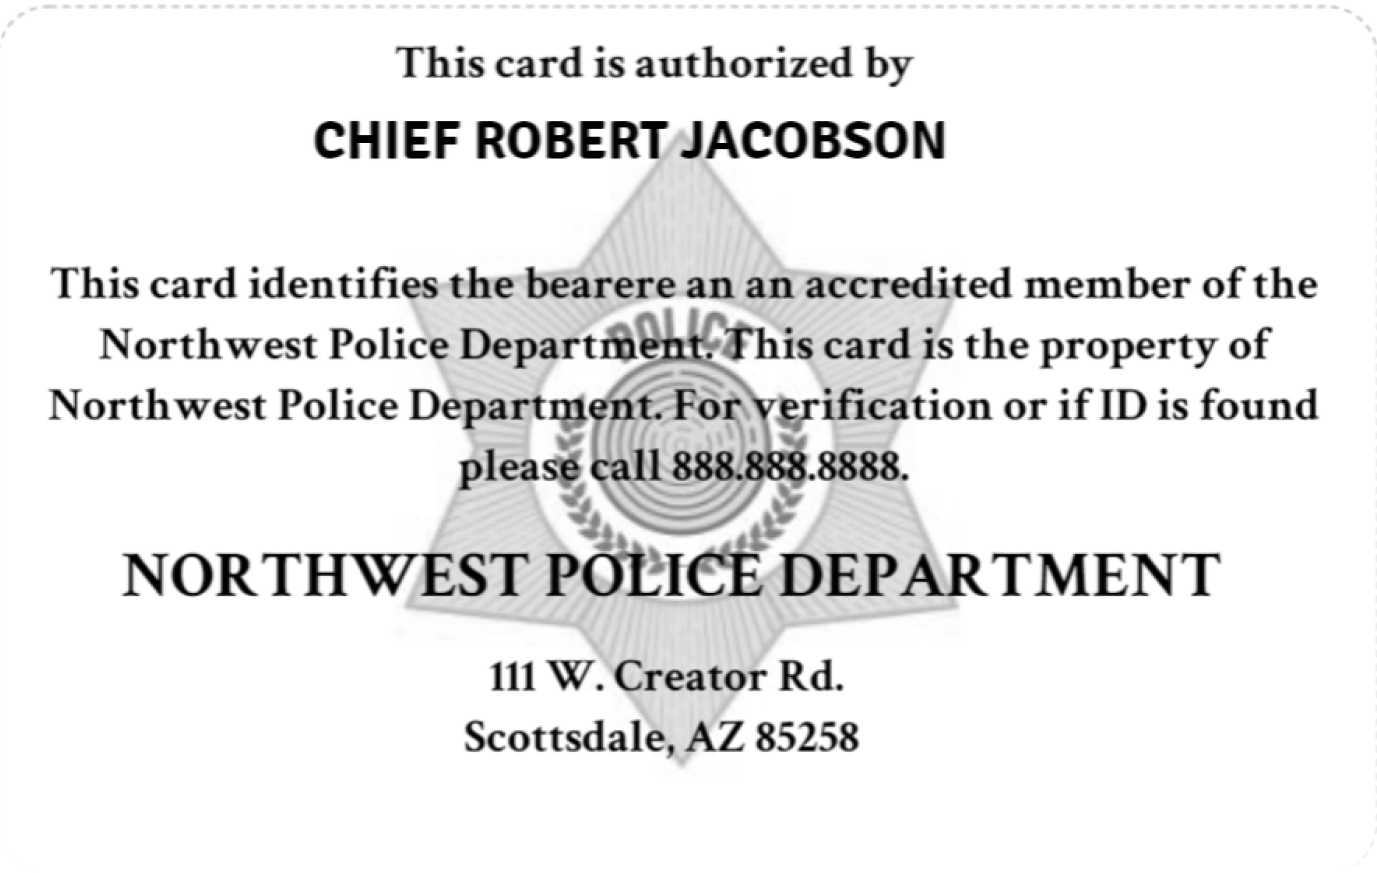 This card is authorized by
CHIEF ROBERT JACOBSON
This card identifies the bearere an an accredited member of the
Northwest Police Department. This card is the property of
Northwest Police Department. For verification or if ID is found
please call 888.888.8888.
POLICE
NORTHWEST POLICE DEPARTMENT
111 W. Creator Rd.
Scottsdale, AZ 85258